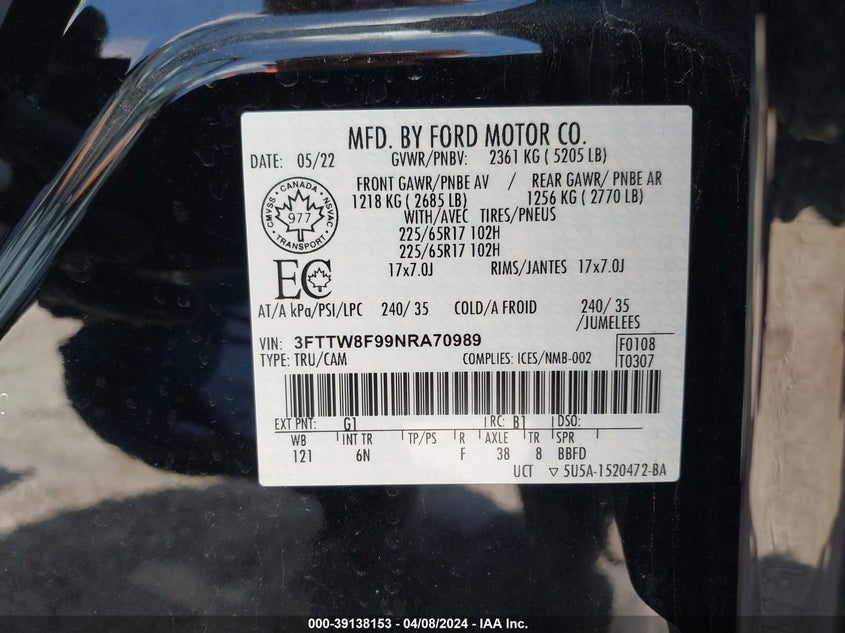 MFD. BY FORD MOTOR CO.
DATE: 05/22 GVWR/PNBV: 2361 KG ( 5205 LB)
FRONT GAWR/PNBE AV / REAR GAWR/ PNBE AR
1218 KG ( 2685 LB) 1256 KG ( 2770 LB)
WITH/AVEC TIRES/PNEUS
225/65R17 102H
225/65R17 102H
17x7.0J RIMS/JANTES 17x7.0J
CANADA
CMVSS NSVAC
977
TRANSPORT
EC
AT/A kPa/PSI/LPC 240/ 35 COLD/A FROID 240/ 35
/JUMELEES
VIN: 3FTTW8F99NRA70989 F0108
TYPE: TRU/CAM COMPLIES: ICES/NMB-002 T0307
EXT PNT: G1 RC: B1 DSO:
WB INT TR TP/PS R AXLE TR SPR
121 6N F 38 8 BBFD
UCT ▽ 5U5A-1520472-BA
000-39138153 - 04/08/2024 - IAA Inc.